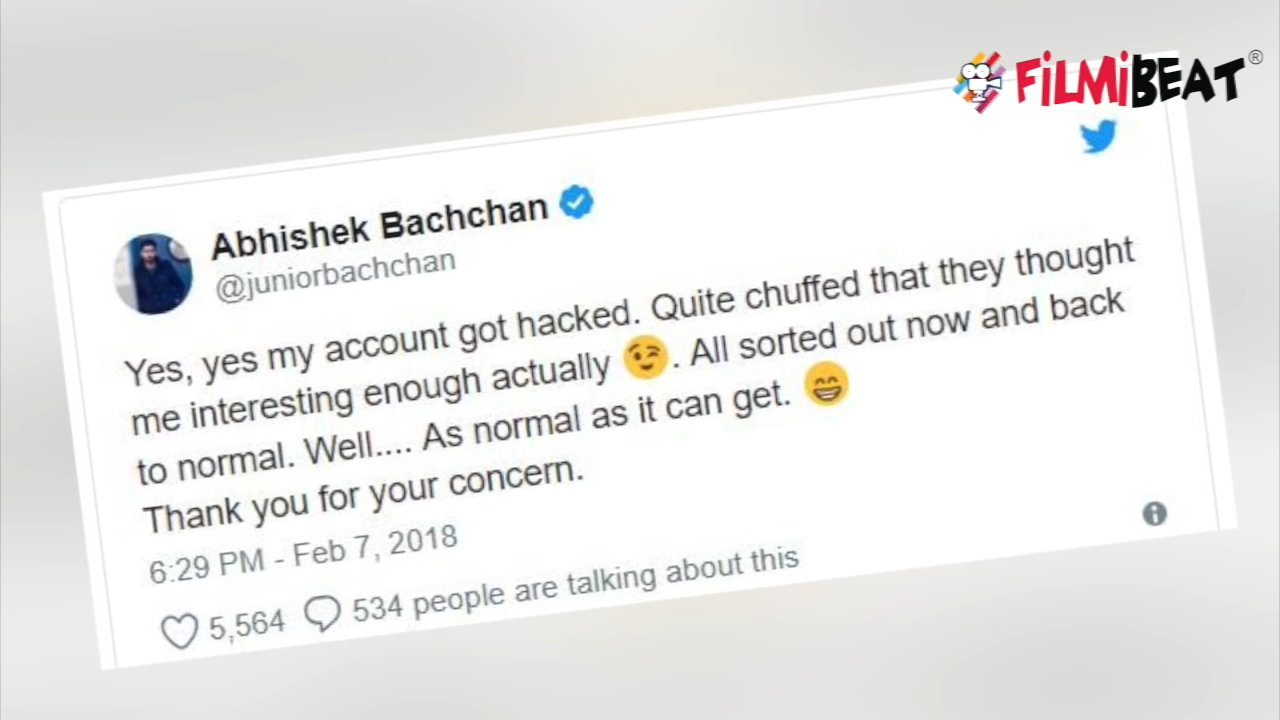 FiLMiBEAT®
Abhishek Bachchan
@juniorbachchan
Yes, yes my account got hacked. Quite chuffed that they thought
me interesting enough actually 😉. All sorted out now and back
to normal. Well.... As normal as it can get. 😁
Thank you for your concern.
6:29 PM - Feb 7, 2018
5,564 534 people are talking about this